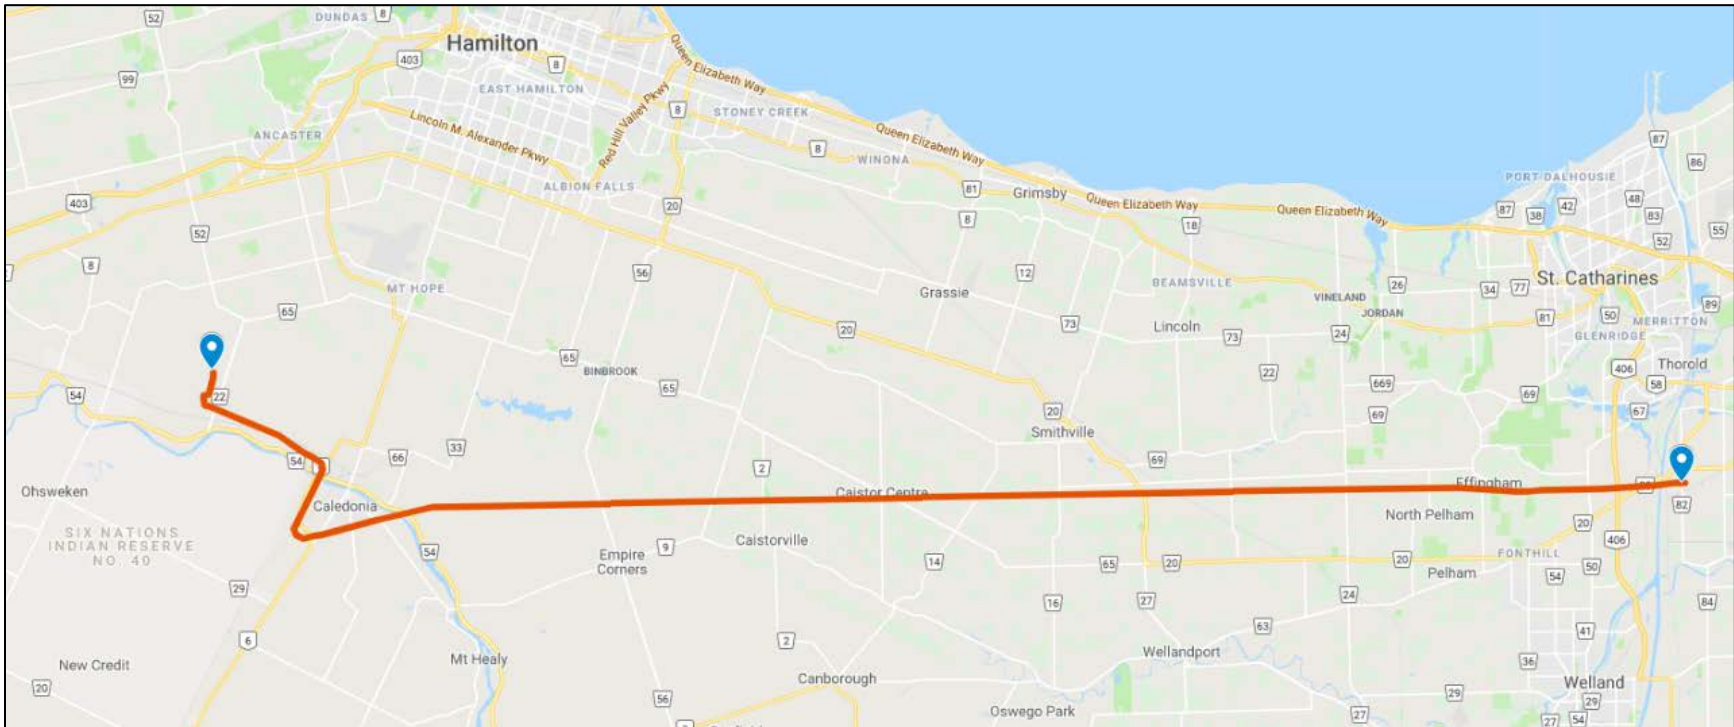 52
DUNDAS
8
Hamilton
403
8
99
EAST HAMILTON
Queen Elizabeth Way
8
STONEY CREEK
Red Hill Valley Pkwy
ANCASTER
Lincoln M. Alexander Pkwy
Queen Elizabeth Way
87
8
WINONA
86
PORT DALHOUSIE
ALBION FALLS
81
Grimsby
Queen Elizabeth Way
Queen Elizabeth Way
403
20
87
38
42
48
83
8
18
52
55
52
8
56
12
St. Catharines
MT HOPE
Grassie
BEAMSVILLE
26
34
77
VINELAND
JORDAN
89
65
20
73
Lincoln
73
24
81
50
MERRITTON
GLENRIDGE
65
BINBROOK
65
22
669
406
58
Thorold
54
22
20
69
69
67
Smithville
54
66
33
2
69
Ohsweken
Caistor Centre
Effingham
82
Caledonia
North Pelham
20
SIX NATIONS
INDIAN RESERVE
NO. 40
54
Empire
Corners
9
Caistorville
14
65
20
20
FONTHILL
406
Pelham
54
50
29
16
27
24
84
6
2
63
41
New Credit
Mt Healy
Wellandport
36
20
56
Canborough
29
Welland
29
Oswego Park
27
27
54